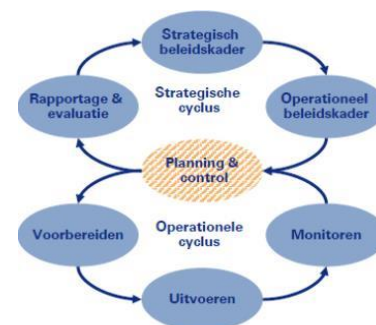 Strategisch
beleidskader
Rapportage &
evaluatie
Strategische
cyclus
Operationeel
beleidskader
Planning &
control
Voorbereiden
Operationele
cyclus
Monitoren
Uitvoeren